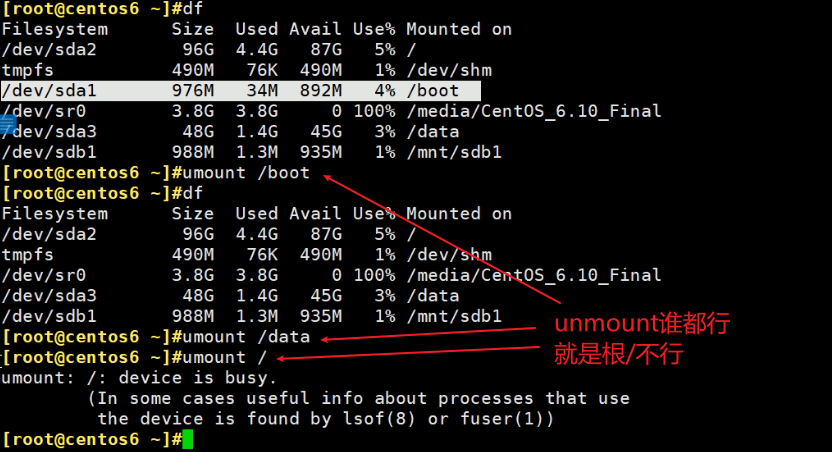 [root@centos6 ~]#df
Filesystem      Size  Used Avail Use% Mounted on
/dev/sda2        96G  4.4G   87G   5% /
tmpfs           490M   76K  490M   1% /dev/shm
/dev/sda1       976M   34M  892M   4% /boot
/dev/sr0        3.8G  3.8G     0 100% /media/CentOS_6.10_Final
/dev/sda3        48G  1.4G   45G   3% /data
/dev/sdb1       988M  1.3M  935M   1% /mnt/sdb1
[root@centos6 ~]#umount /boot
[root@centos6 ~]#df
Filesystem      Size  Used Avail Use% Mounted on
/dev/sda2        96G  4.4G   87G   5% /
tmpfs           490M   76K  490M   1% /dev/shm
/dev/sr0        3.8G  3.8G     0 100% /media/CentOS_6.10_Final
/dev/sda3        48G  1.4G   45G   3% /data
/dev/sdb1       988M  1.3M  935M   1% /mnt/sdb1
[root@centos6 ~]#umount /data
[root@centos6 ~]#umount /
umount: /: device is busy.
        (In some cases useful info about processes that use
         the device is found by lsof(8) or fuser(1))
[root@centos6 ~]#
unmount谁都行
就是根/不行